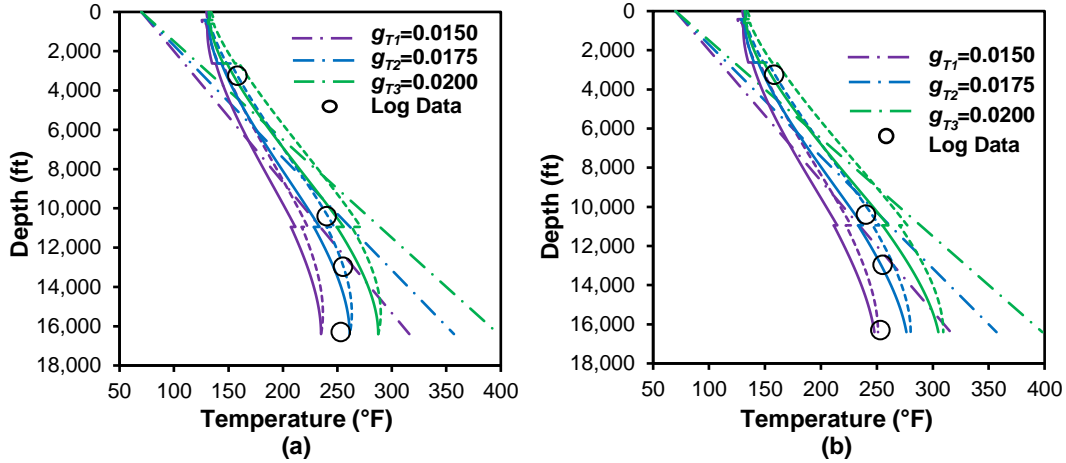 0
2,000
4,000
6,000
8,000
10,000
12,000
14,000
16,000
18,000
50 100 150 200 250 300 350 400
Depth (ft)
Temperature (°F)
(a)
gT1=0.0150
gT2=0.0175
gT3=0.0200
Log Data
0
2,000
4,000
6,000
8,000
10,000
12,000
14,000
16,000
18,000
50 100 150 200 250 300 350 400
Depth (ft)
Temperature (°F)
(b)
gT1=0.0150
gT2=0.0175
gT3=0.0200
Log Data